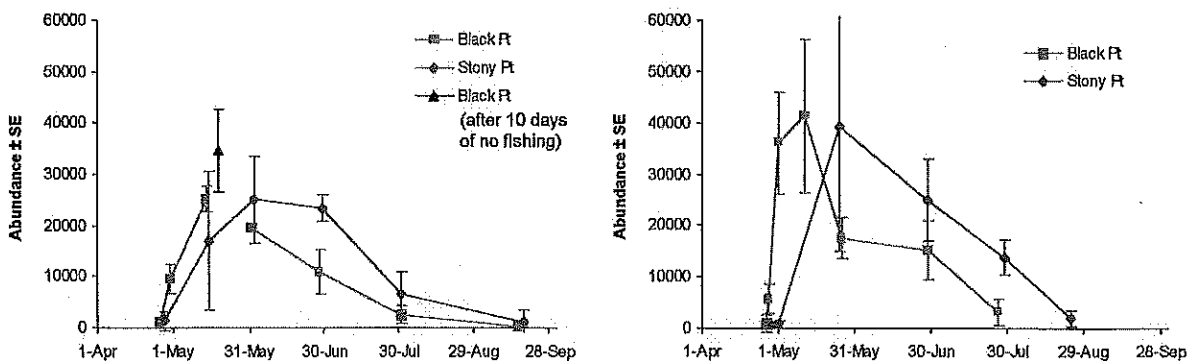 60000
50000
40000
30000
20000
10000
0
Abundance ± SE
Black Pt
Stony Pt
Black Pt
(after 10 days
of no fishing)
1-Apr 1-May 31-May 30-Jun 30-Jul 29-Aug 28-Sep
60000
50000
40000
30000
20000
10000
0
Abundance ± SE
Black Pt
Stony Pt
1-Apr 1-May 31-May 30-Jun 30-Jul 29-Aug 28-Sep